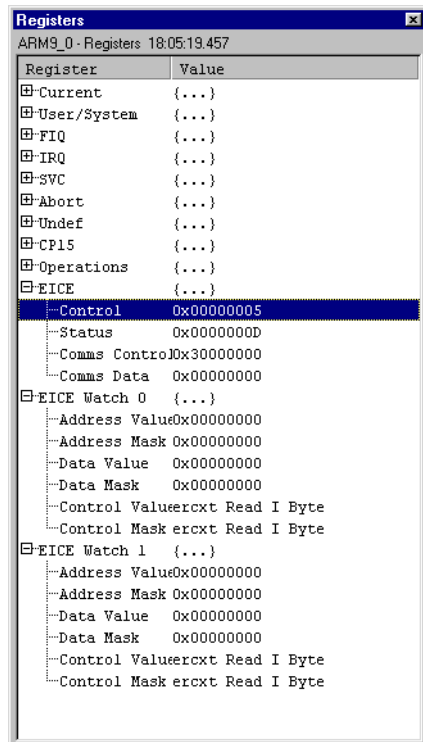 Registers
ARM9_0 - Registers 18:05:19.457
Register Value
Current {...}
User/System {...}
FIQ {...}
IRQ {...}
SVC {...}
Abort {...}
Undef {...}
CP15 {...}
Operations {...}
EICE {...}
Control 0x00000005
Status 0x0000000D
Comms Control0x30000000
Comms Data 0x00000000
EICE Watch 0 {...}
Address Value0x00000000
Address Mask 0x00000000
Data Value 0x00000000
Data Mask 0x00000000
Control Valueercxt Read I Byte
Control Mask ercxt Read I Byte
EICE Watch 1 {...}
Address Value0x00000000
Address Mask 0x00000000
Data Value 0x00000000
Data Mask 0x00000000
Control Valueercxt Read I Byte
Control Mask ercxt Read I Byte